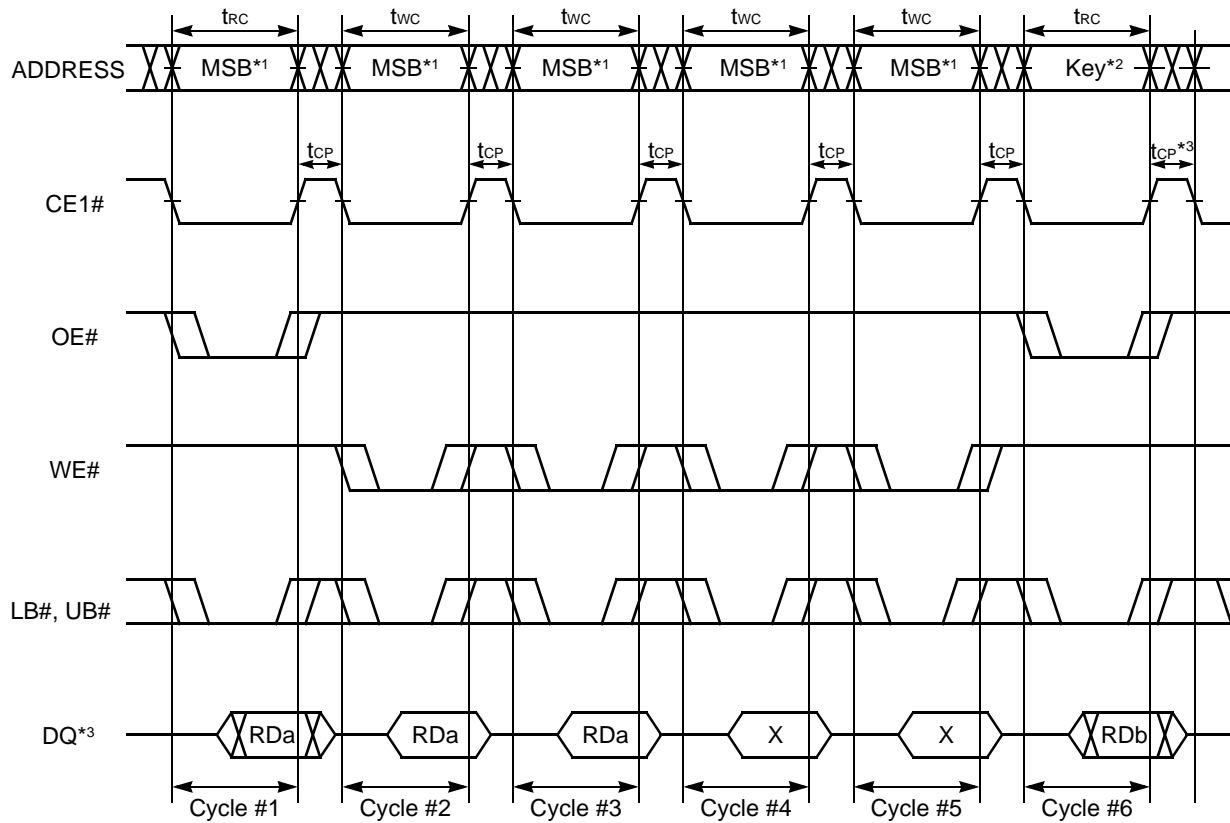 tRC tWC tWC tWC tWC tRC
ADDRESS MSB*1 MSB*1 MSB*1 MSB*1 MSB*1 Key*2
tCP tCP tCP tCP tCP tCP*3
CE1#
OE#
WE#
LB#, UB#
DQ*3 RDa RDa RDa X X RDb
Cycle #1 Cycle #2 Cycle #3 Cycle #4 Cycle #5 Cycle #6